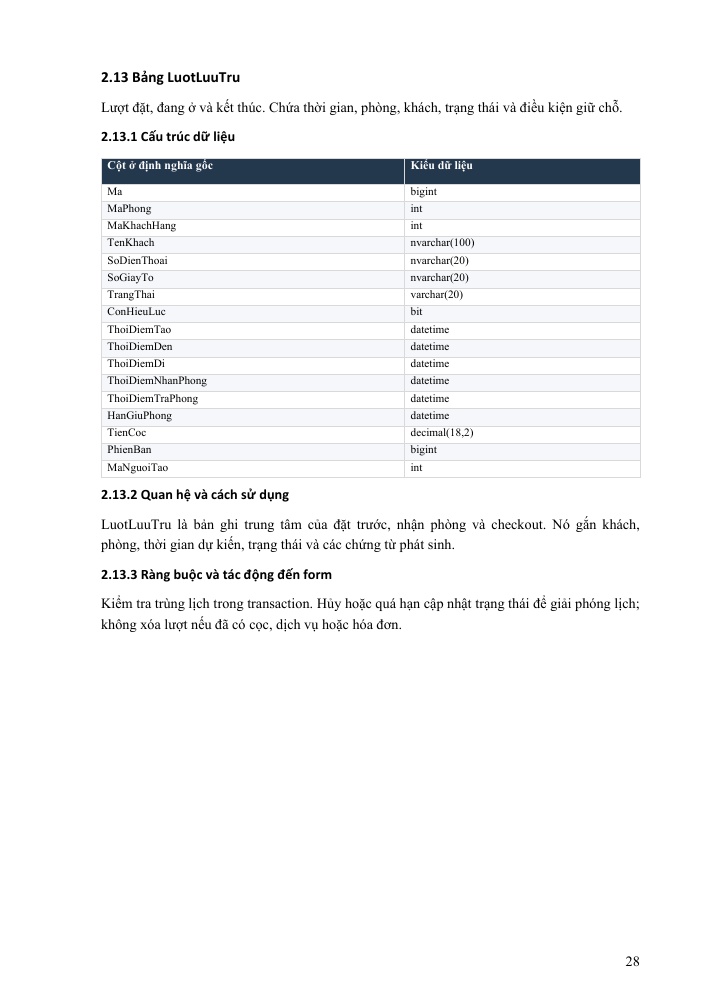 2.13 Bảng LuotLuuTru
Lượt đặt, đang ở và kết thúc. Chứa thời gian, phòng, khách, trạng thái và điều kiện giữ chỗ.
2.13.1 Cấu trúc dữ liệu
Cột ở định nghĩa gốc Kiểu dữ liệu
Ma bigint
MaPhong int
MaKhachHang int
TenKhach nvarchar(100)
SoDienThoai nvarchar(20)
SoGiayTo nvarchar(20)
TrangThai varchar(20)
ConHieuLuc bit
ThoiDiemTao datetime
ThoiDiemDen datetime
ThoiDiemDi datetime
ThoiDiemNhanPhong datetime
ThoiDiemTraPhong datetime
HanGiuPhong datetime
TienCoc decimal(18,2)
PhienBan bigint
MaNguoiTao int
2.13.2 Quan hệ và cách sử dụng
LuotLuuTru là bản ghi trung tâm của đặt trước, nhận phòng và checkout. Nó gắn khách,
phòng, thời gian dự kiến, trạng thái và các chứng từ phát sinh.
2.13.3 Ràng buộc và tác động đến form
Kiểm tra trùng lịch trong transaction. Hủy hoặc quá hạn cập nhật trạng thái để giải phóng lịch;
không xóa lượt nếu đã có cọc, dịch vụ hoặc hóa đơn.
28